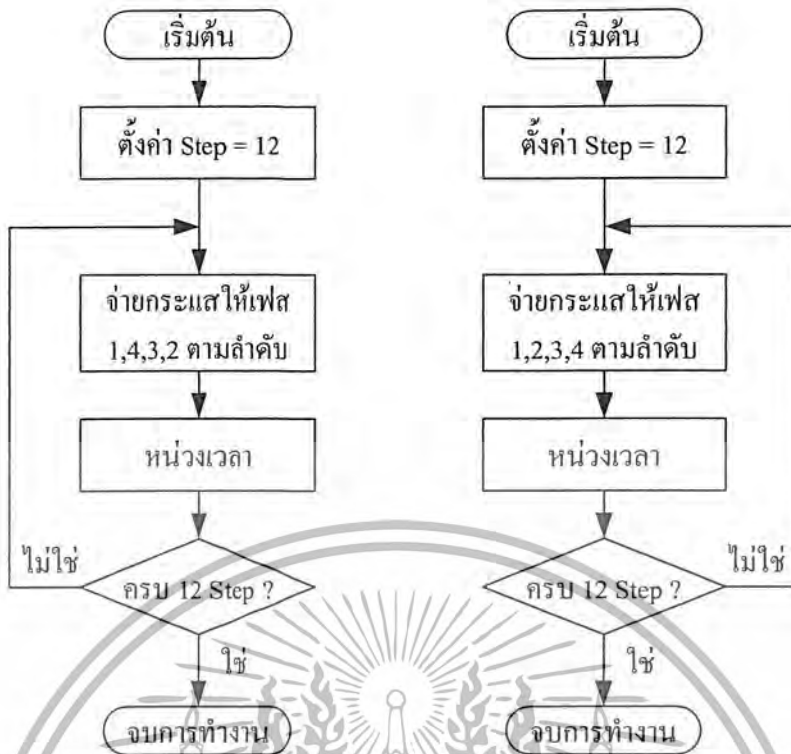 เริ่มต้น
ตั้งค่า Step = 12
จ่ายกระแสให้เฟส
1,4,3,2 ตามลำดับ
หน่วงเวลา
ไม่ใช่
ครบ 12 Step ?
ใช่
จบการทำงาน
เริ่มต้น
ตั้งค่า Step = 12
จ่ายกระแสให้เฟส
1,2,3,4 ตามลำดับ
หน่วงเวลา
ไม่ใช่
ครบ 12 Step ?
ใช่
จบการทำงาน